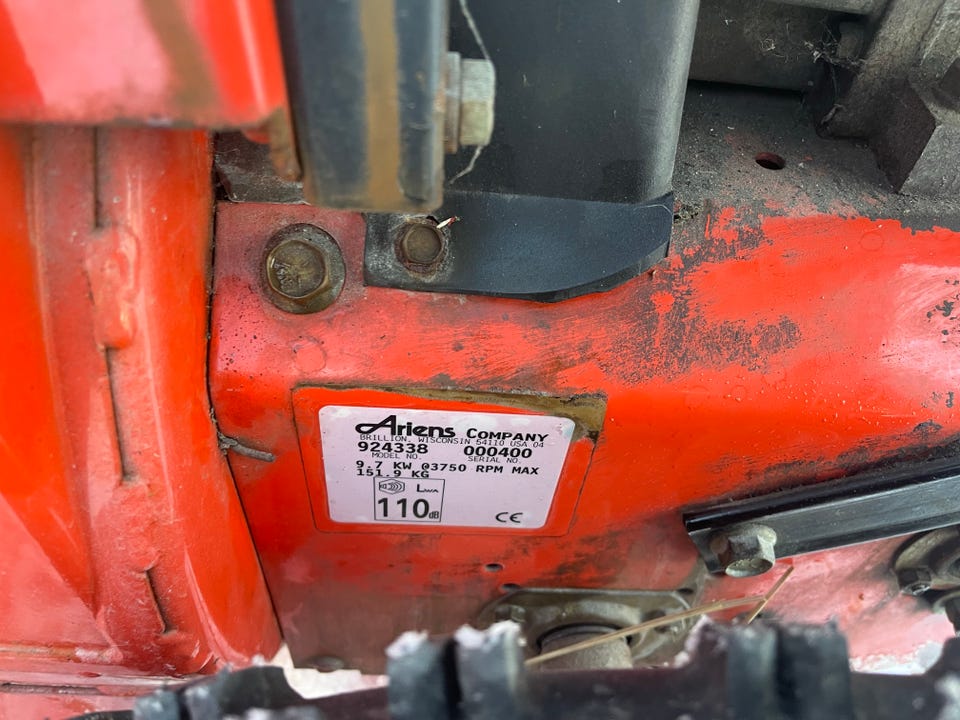 Ariens COMPANY
BRILLION, WISCONSIN 54110 USA 04
924338 000400
MODEL NO. SERIAL NO.
9.7 KW @3750 RPM MAX
151.9 KG
LWA
110dB
CE